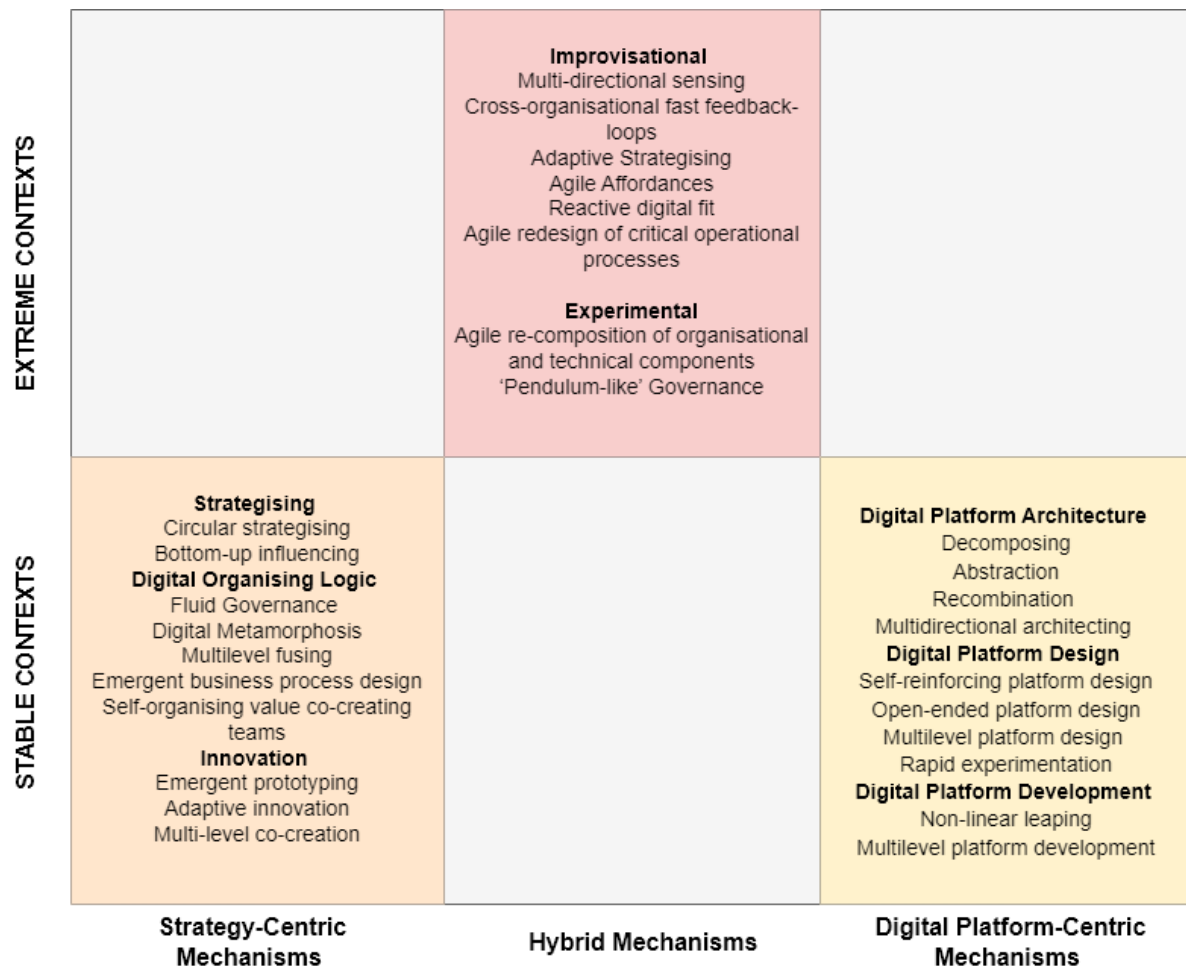 EXTREME CONTEXTS
Improvisational
Multi-directional sensing
Cross-organisational fast feedback-
loops
Adaptive Strategising
Agile Affordances
Reactive digital fit
Agile redesign of critical operational
processes
Experimental
Agile re-composition of organisational
and technical components
‘Pendulum-like’ Governance
STABLE CONTEXTS
Strategising
Circular strategising
Bottom-up influencing
Digital Organising Logic
Fluid Governance
Digital Metamorphosis
Multilevel fusing
Emergent business process design
Self-organising value co-creating
teams
Innovation
Emergent prototyping
Adaptive innovation
Multi-level co-creation
Digital Platform Architecture
Decomposing
Abstraction
Recombination
Multidirectional architecting
Digital Platform Design
Self-reinforcing platform design
Open-ended platform design
Multilevel platform design
Rapid experimentation
Digital Platform Development
Non-linear leaping
Multilevel platform development
Strategy-Centric
Mechanisms
Hybrid Mechanisms
Digital Platform-Centric
Mechanisms